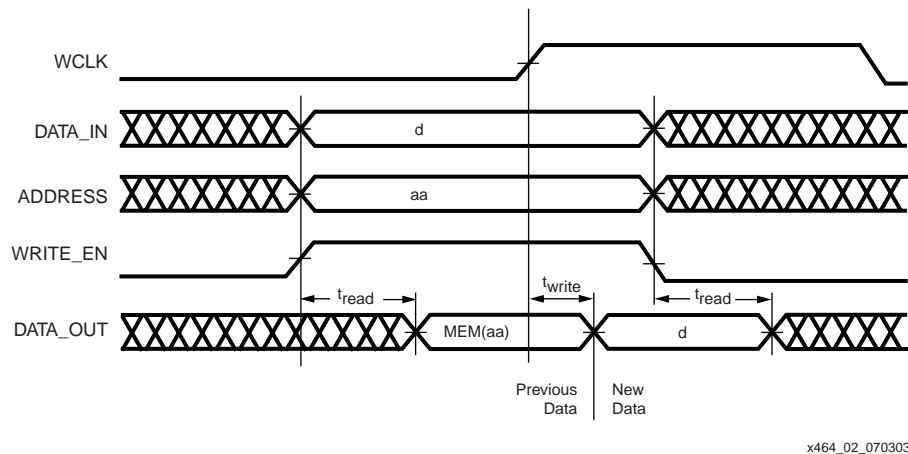 WCLK
DATA_IN
d
ADDRESS
aa
WRITE_EN
t_read
t_write
t_read
DATA_OUT
MEM(aa)
d
Previous
Data
New
Data
x464_02_070303